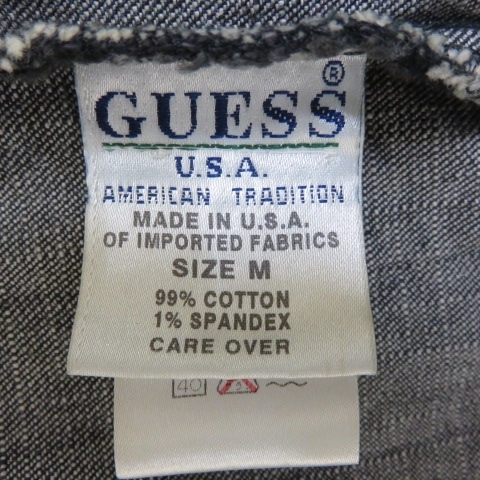 GUESS®
U.S.A.
AMERICAN TRADITION
MADE IN U.S.A.
OF IMPORTED FABRICS
SIZE M
99% COTTON
1% SPANDEX
CARE OVER
40